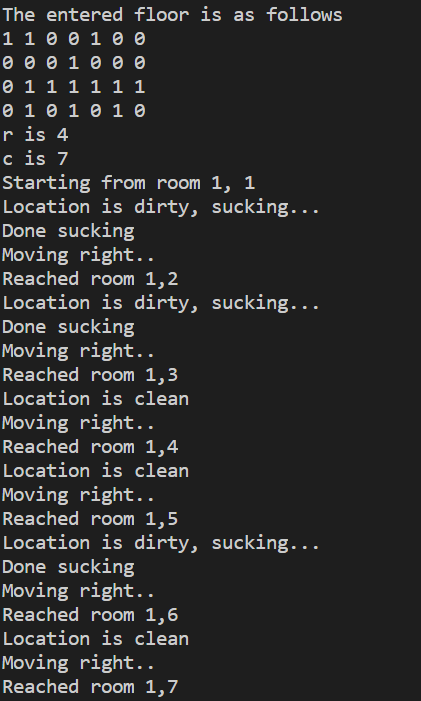 The entered floor is as follows
1 1 0 0 1 0 0
0 0 0 1 0 0 0
0 1 1 1 1 1 1
0 1 0 1 0 1 0
r is 4
c is 7
Starting from room 1, 1
Location is dirty, sucking...
Done sucking
Moving right..
Reached room 1,2
Location is dirty, sucking...
Done sucking
Moving right..
Reached room 1,3
Location is clean
Moving right..
Reached room 1,4
Location is clean
Moving right..
Reached room 1,5
Location is dirty, sucking...
Done sucking
Moving right..
Reached room 1,6
Location is clean
Moving right..
Reached room 1,7